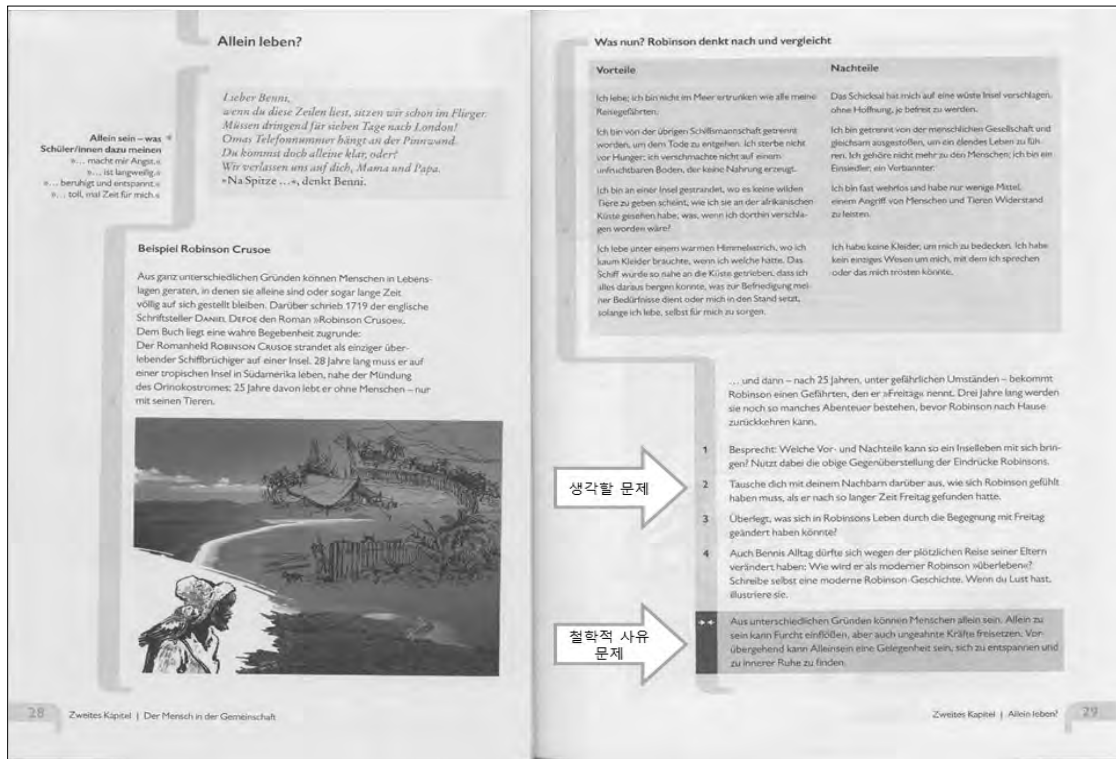 Allein leben?
Lieber Benni,
wenn du diese Zeilen liest, sitzen wir schon im Flieger.
Müssen dringend für sieben Tage nach London!
Omas Telefonnummer hängt an der Pinnwand.
Du kommst doch alleine klar, oder?
Wir verlassen uns auf dich, Mama und Papa.
»Na Spitze ...«, denkt Benni.
Allein sein – was
Schüler/innen dazu meinen
»... macht mir Angst.«
»... ist langweilig.«
»... beruhigt und entspannt.«
»... toll, mal Zeit für mich.«
Beispiel Robinson Crusoe
Aus ganz unterschiedlichen Gründen können Menschen in Lebens-
lagen geraten, in denen sie alleine sind oder sogar lange Zeit
völlig auf sich gestellt bleiben. Darüber schrieb 1719 der englische
Schriftsteller DANIEL DEFOE den Roman »Robinson Crusoe«.
Dem Buch liegt eine wahre Begebenheit zugrunde:
Der Romanheld ROBINSON CRUSOE strandet als einziger über-
lebender Schiffbrüchiger auf einer Insel. 28 Jahre lang muss er auf
einer tropischen Insel in Südamerika leben, nahe der Mündung
des Orinokostromes; 25 Jahre davon lebt er ohne Menschen – nur
mit seinen Tieren.
28 Zweites Kapitel | Der Mensch in der Gemeinschaft
Was nun? Robinson denkt nach und vergleicht
Vorteile
Ich lebe; ich bin nicht im Meer ertrunken wie alle meine
Reisegefährten.
Ich bin von der übrigen Schiffsmannschaft getrennt
worden, um dem Tode zu entgehen. Ich sterbe nicht
vor Hunger; ich verschmachte nicht auf einem
unfruchtbaren Boden, der keine Nahrung erzeugt.
Ich bin an einer Insel gestrandet, wo es keine wilden
Tiere zu geben scheint, wie ich sie an der afrikanischen
Küste gesehen habe; was, wenn ich dorthin verschla-
gen worden wäre?
Ich lebe unter einem warmen Himmelsstrich, wo ich
kaum Kleider brauchte, wenn ich welche hätte. Das
Schiff wurde so nahe an die Küste getrieben, dass ich
alles daraus bergen konnte, was zur Befriedigung mei-
ner Bedürfnisse dient oder mich in den Stand setzt,
solange ich lebe, selbst für mich zu sorgen.
Nachteile
Das Schicksal hat mich auf eine wüste Insel verschlagen,
ohne Hoffnung, je befreit zu werden.
Ich bin getrennt von der menschlichen Gesellschaft und
gleichsam ausgestoßen, um ein elendes Leben zu füh-
ren. Ich gehöre nicht mehr zu den Menschen; ich bin ein
Einsiedler, ein Verbannter.
Ich bin fast wehrlos und habe nur wenige Mittel,
einem Angriff von Menschen und Tieren Widerstand
zu leisten.
Ich habe keine Kleider, um mich zu bedecken. Ich habe
kein einziges Wesen um mich, mit dem ich sprechen
oder das mich trösten könnte.
... und dann – nach 25 Jahren, unter gefährlichen Umständen – bekommt
Robinson einen Gefährten, den er »Freitag« nennt. Drei Jahre lang werden
sie noch so manches Abenteuer bestehen, bevor Robinson nach Hause
zurückkehren kann.
생각할 문제
1 Besprecht: Welche Vor- und Nachteile kann so ein Inselleben mit sich brin-
gen? Nutzt dabei die obige Gegenüberstellung der Eindrücke Robinsons.
2 Tausche dich mit deinem Nachbarn darüber aus, wie sich Robinson gefühlt
haben muss, als er nach so langer Zeit Freitag gefunden hatte.
3 Überlegt, was sich in Robinsons Leben durch die Begegnung mit Freitag
geändert haben könnte?
4 Auch Bennis Alltag dürfte sich wegen der plötzlichen Reise seiner Eltern
verändert haben: Wie wird er als moderner Robinson »überleben«?
Schreibe selbst eine moderne Robinson-Geschichte. Wenn du Lust hast,
illustriere sie.
철학적 사유
문제
Aus unterschiedlichen Gründen können Menschen allein sein. Allein zu
sein kann Furcht einflößen, aber auch ungeahnte Kräfte freisetzen. Vor-
übergehend kann Alleinsein eine Gelegenheit sein, sich zu entspannen und
zu innerer Ruhe zu finden.
Zweites Kapitel | Allein leben? 29